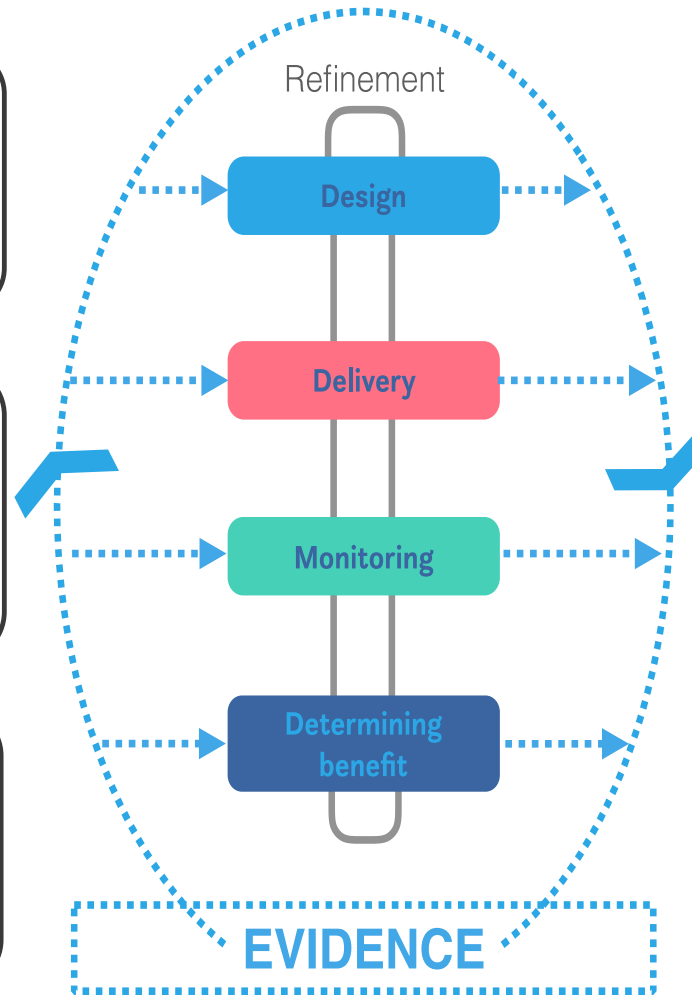 Refinement
Design
Delivery
Monitoring
Determining
benefit
EVIDENCE